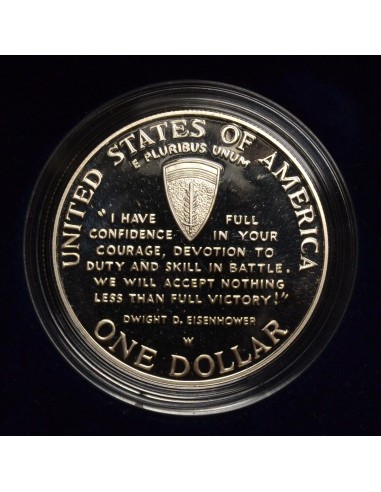 UNITED STATES OF AMERICA
E PLURIBUS UNUM
"I HAVE FULL
CONFIDENCE IN YOUR
COURAGE, DEVOTION TO
DUTY AND SKILL IN BATTLE.
WE WILL ACCEPT NOTHING
LESS THAN FULL VICTORY!"
DWIGHT D. EISENHOWER
W
ONE DOLLAR